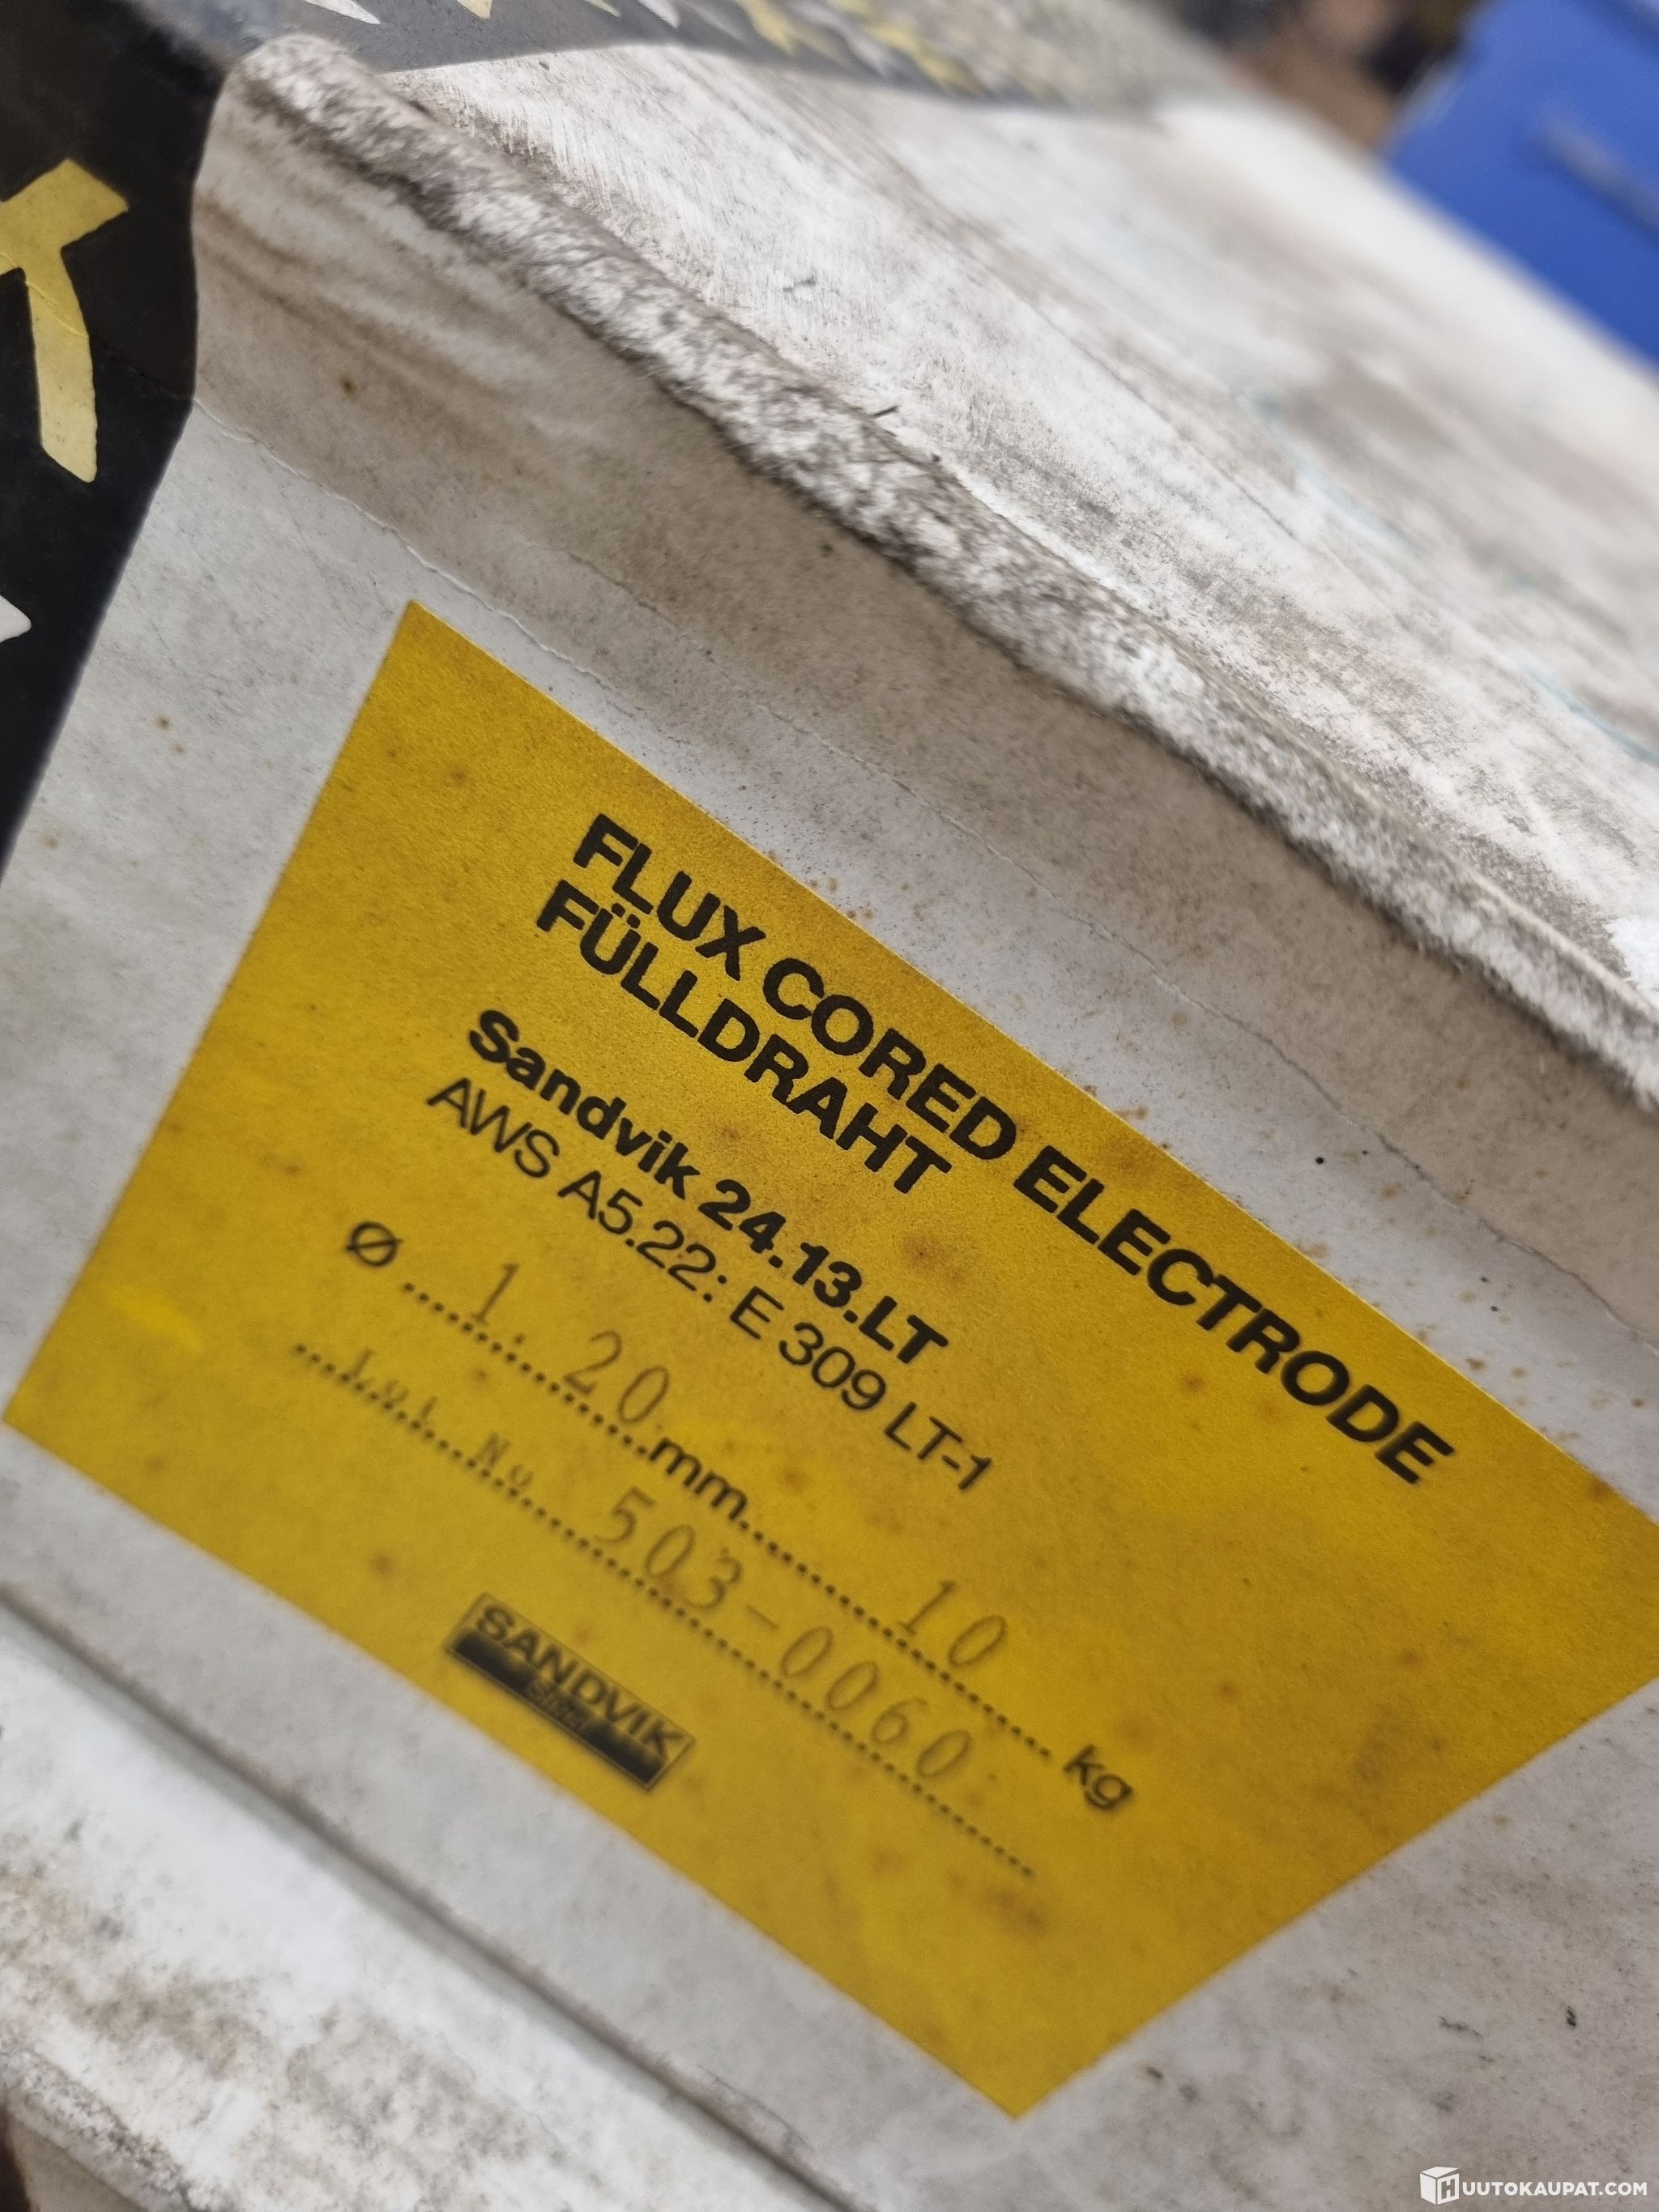 FLUX CORED ELECTRODE
FÜLLDRAHT
Sandvik 24.13.LT
AWS A5.22: E 309 LT-1
Ø 1.20 mm 10 kg
Lot No 503-0060
SANDVIK
HUUTOKAUPAT.COM